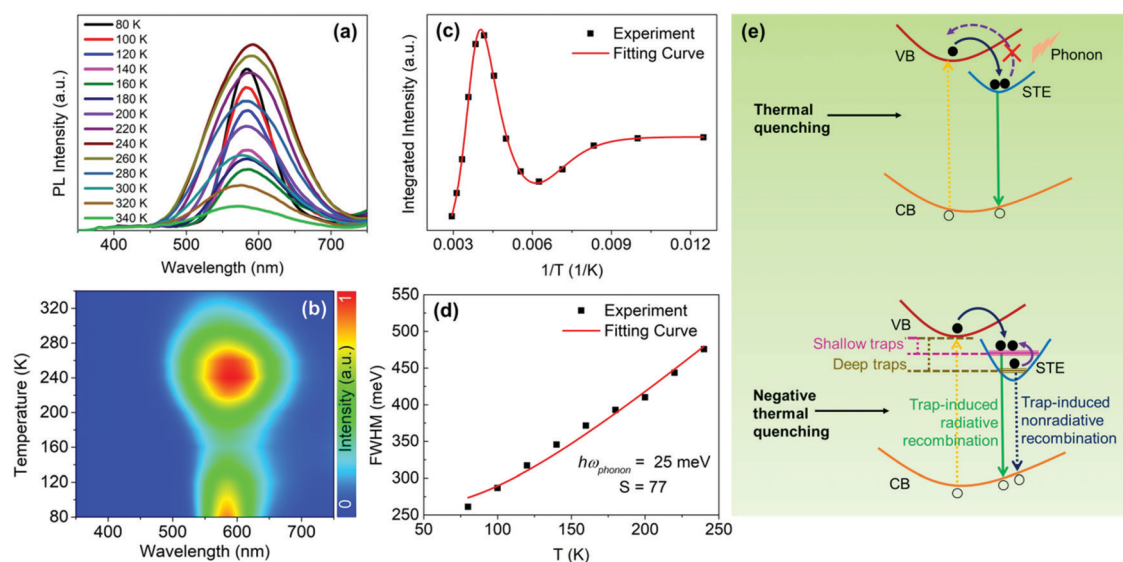 (a)
80 K
100 K
120 K
140 K
160 K
180 K
200 K
220 K
240 K
260 K
280 K
300 K
320 K
340 K
PL Intensity (a.u.)
400 500 600 700
Wavelength (nm)
(b)
Temperature (K)
320
280
240
200
160
120
80
400 500 600 700
Wavelength (nm)
1
Intensity (a.u.)
0
(c)
Experiment
Fitting Curve
Integrated Intensity (a.u.)
0.003 0.006 0.009 0.012
1/T (1/K)
(d)
Experiment
Fitting Curve
FWHM (meV)
550
500
450
400
350
300
250
hω_phonon = 25 meV
S = 77
50 100 150 200 250
T (K)
(e)
VB
Phonon
STE
Thermal
quenching
CB
VB
Shallow traps
STE
Deep traps
Negative
thermal
quenching
Trap-induced
radiative
recombination
Trap-induced
nonradiative
recombination
CB